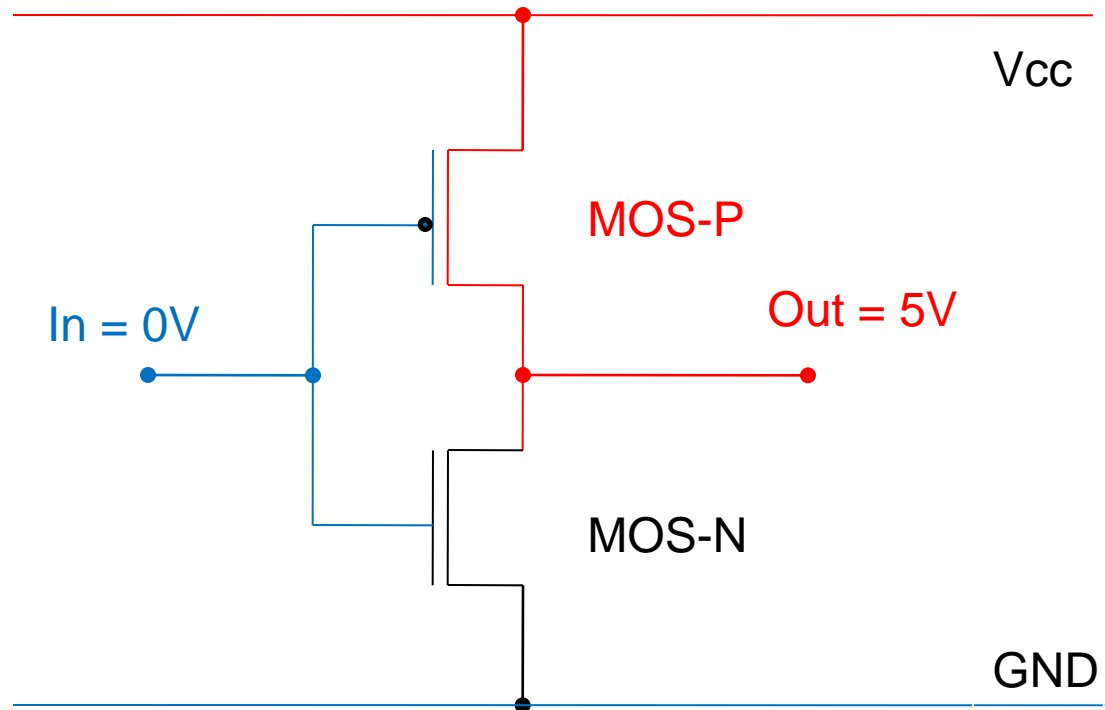 Vcc
MOS-P
In = 0V
Out = 5V
MOS-N
GND